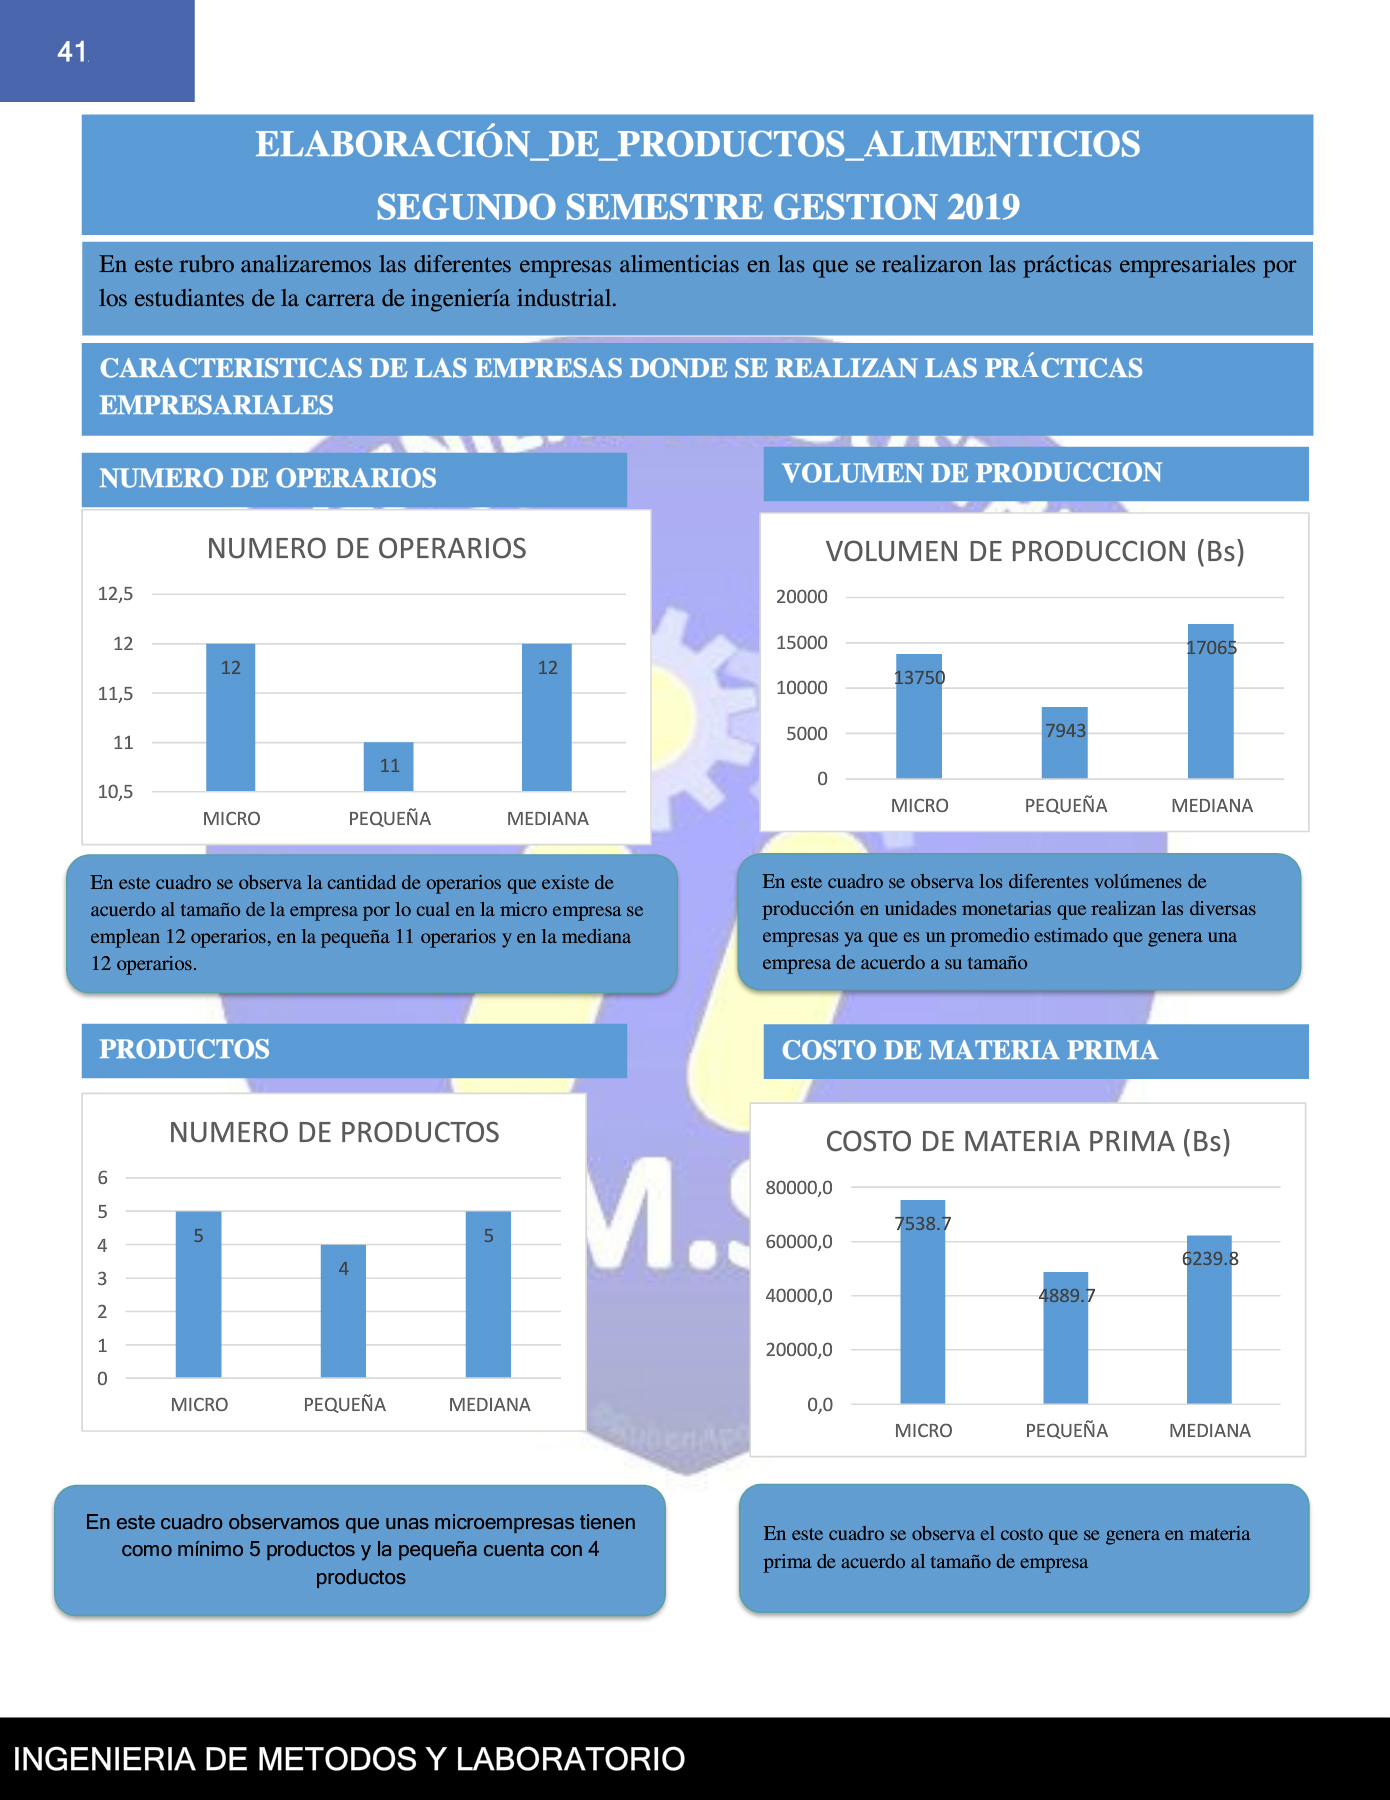 41
ELABORACIÓN_DE_PRODUCTOS_ALIMENTICIOS
SEGUNDO SEMESTRE GESTION 2019
En este rubro analizaremos las diferentes empresas alimenticias en las que se realizaron las prácticas empresariales por
los estudiantes de la carrera de ingeniería industrial.
CARACTERISTICAS DE LAS EMPRESAS DONDE SE REALIZAN LAS PRÁCTICAS
EMPRESARIALES
NUMERO DE OPERARIOS
NUMERO DE OPERARIOS
12,5
12
11,5
11
10,5
12
11
12
MICRO PEQUEÑA MEDIANA
En este cuadro se observa la cantidad de operarios que existe de
acuerdo al tamaño de la empresa por lo cual en la micro empresa se
emplean 12 operarios, en la pequeña 11 operarios y en la mediana
12 operarios.
VOLUMEN DE PRODUCCION
VOLUMEN DE PRODUCCION (Bs)
20000
15000
10000
5000
0
13750
7943
17065
MICRO PEQUEÑA MEDIANA
En este cuadro se observa los diferentes volúmenes de
producción en unidades monetarias que realizan las diversas
empresas ya que es un promedio estimado que genera una
empresa de acuerdo a su tamaño
PRODUCTOS
NUMERO DE PRODUCTOS
6
5
4
3
2
1
0
5
4
5
MICRO PEQUEÑA MEDIANA
En este cuadro observamos que unas microempresas tienen
como mínimo 5 productos y la pequeña cuenta con 4
productos
COSTO DE MATERIA PRIMA
COSTO DE MATERIA PRIMA (Bs)
80000,0
60000,0
40000,0
20000,0
0,0
7538.7
4889.7
6239.8
MICRO PEQUEÑA MEDIANA
En este cuadro se observa el costo que se genera en materia
prima de acuerdo al tamaño de empresa
M.S
INGENIERIA DE METODOS Y LABORATORIO